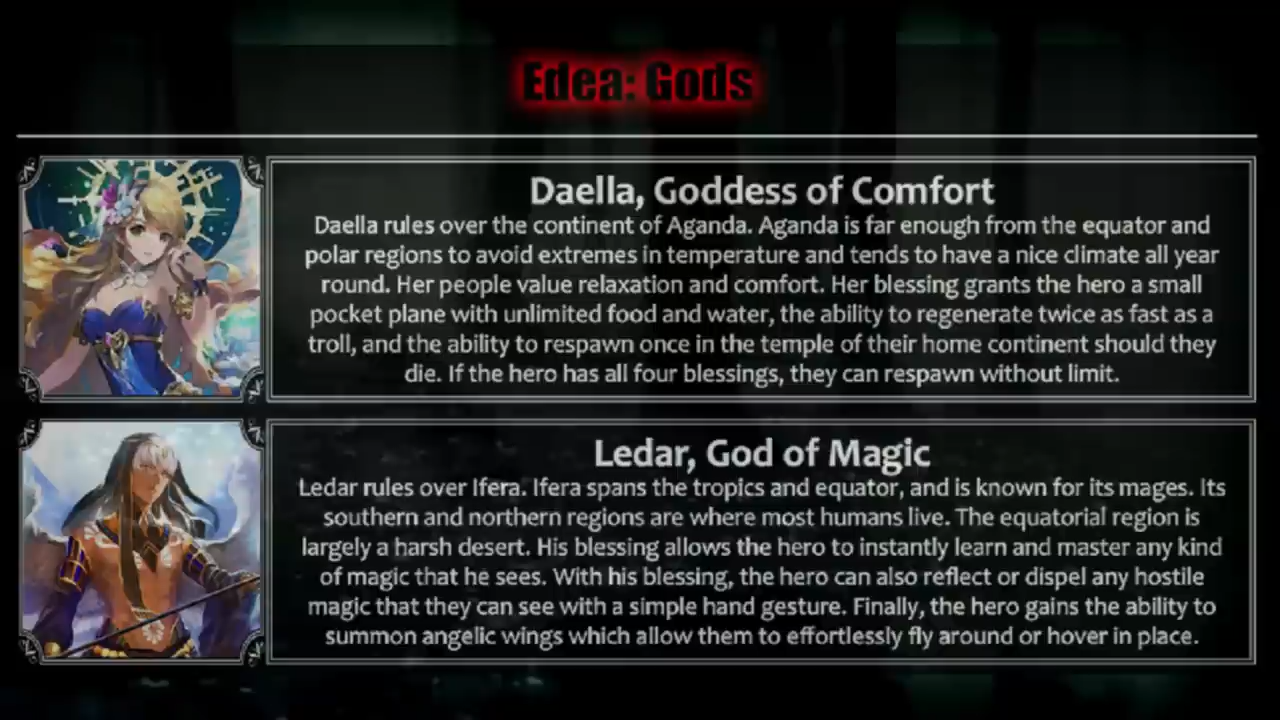 Edea: Gods
Daella, Goddess of Comfort
Daella rules over the continent of Aganda. Aganda is far enough from the equator and
polar regions to avoid extremes in temperature and tends to have a nice climate all year
round. Her people value relaxation and comfort. Her blessing grants the hero a small
pocket plane with unlimited food and water, the ability to regenerate twice as fast as a
troll, and the ability to respawn once in the temple of their home continent should they
die. If the hero has all four blessings, they can respawn without limit.
Ledar, God of Magic
Ledar rules over Ifera. Ifera spans the tropics and equator, and is known for its mages. Its
southern and northern regions are where most humans live. The equatorial region is
largely a harsh desert. His blessing allows the hero to instantly learn and master any kind
of magic that he sees. With his blessing, the hero can also reflect or dispel any hostile
magic that they can see with a simple hand gesture. Finally, the hero gains the ability to
summon angelic wings which allow them to effortlessly fly around or hover in place.